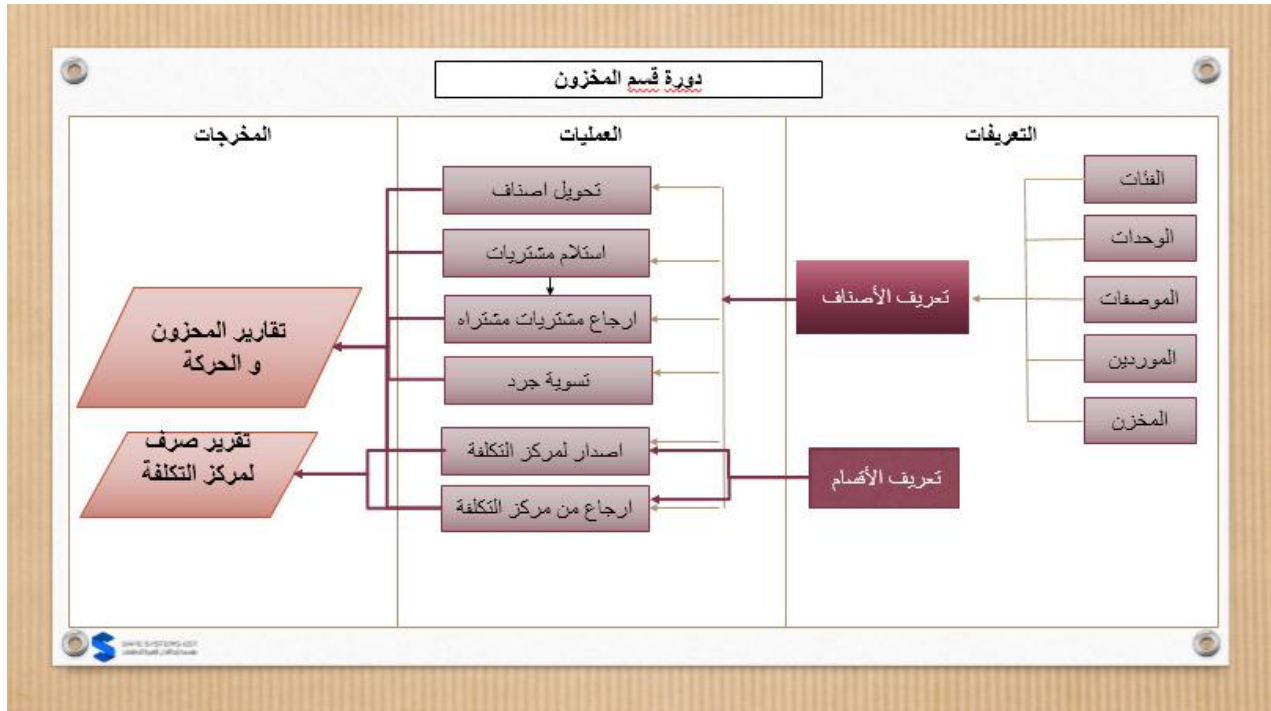 دورة قسم المخزون
التعريفات
العمليات
المخرجات
الفئات
الوحدات
الموصفات
الموردين
المخزن
تعريف الأصناف
تعريف الأقسام
تحويل اصناف
استلام مشتريات
ارجاع مشتريات مشتراه
تسوية جرد
اصدار لمركز التكلفة
ارجاع من مركز التكلفة
تقارير المحزون
و الحركة
تقرير صرف
لمركز التكلفة